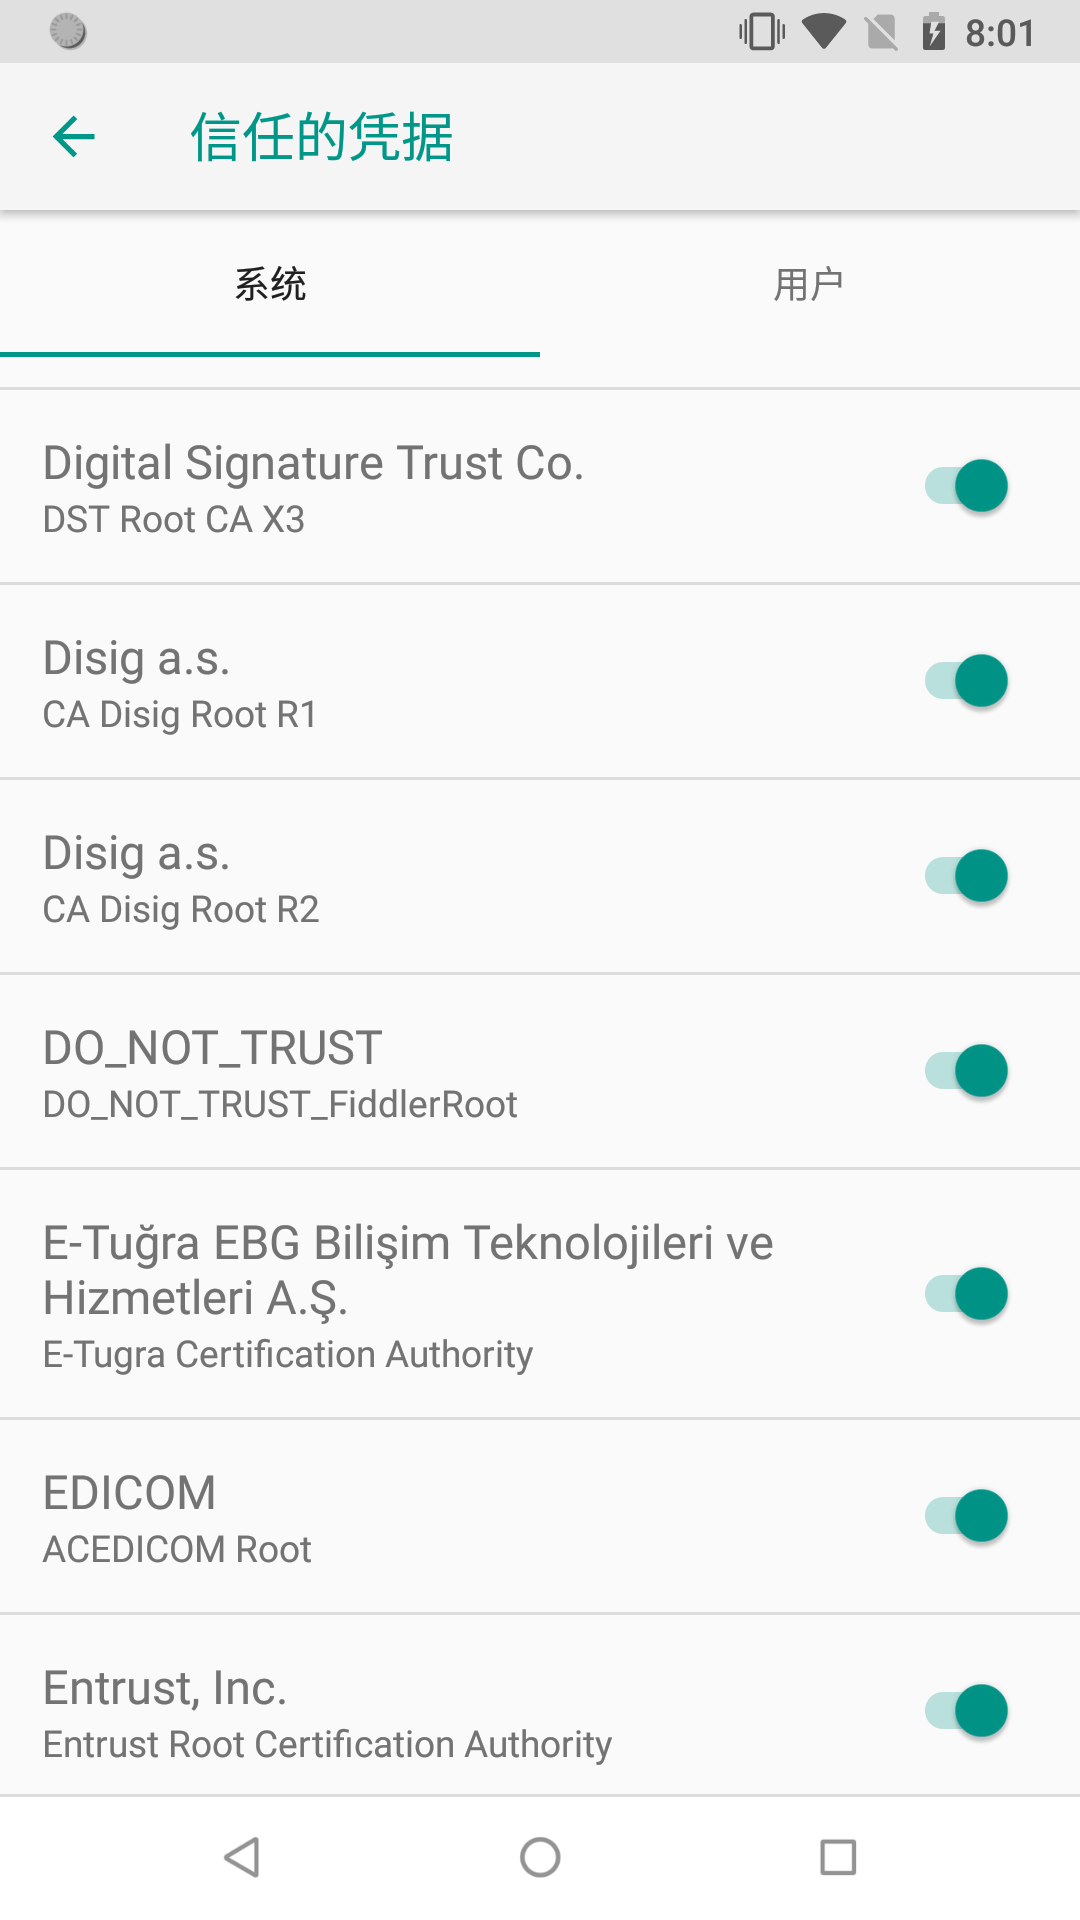 8:01
信任的凭据
系统
用户
Digital Signature Trust Co.
DST Root CA X3
Disig a.s.
CA Disig Root R1
Disig a.s.
CA Disig Root R2
DO_NOT_TRUST
DO_NOT_TRUST_FiddlerRoot
E-Tuğra EBG Bilişim Teknolojileri ve
Hizmetleri A.Ş.
E-Tugra Certification Authority
EDICOM
ACEDICOM Root
Entrust, Inc.
Entrust Root Certification Authority